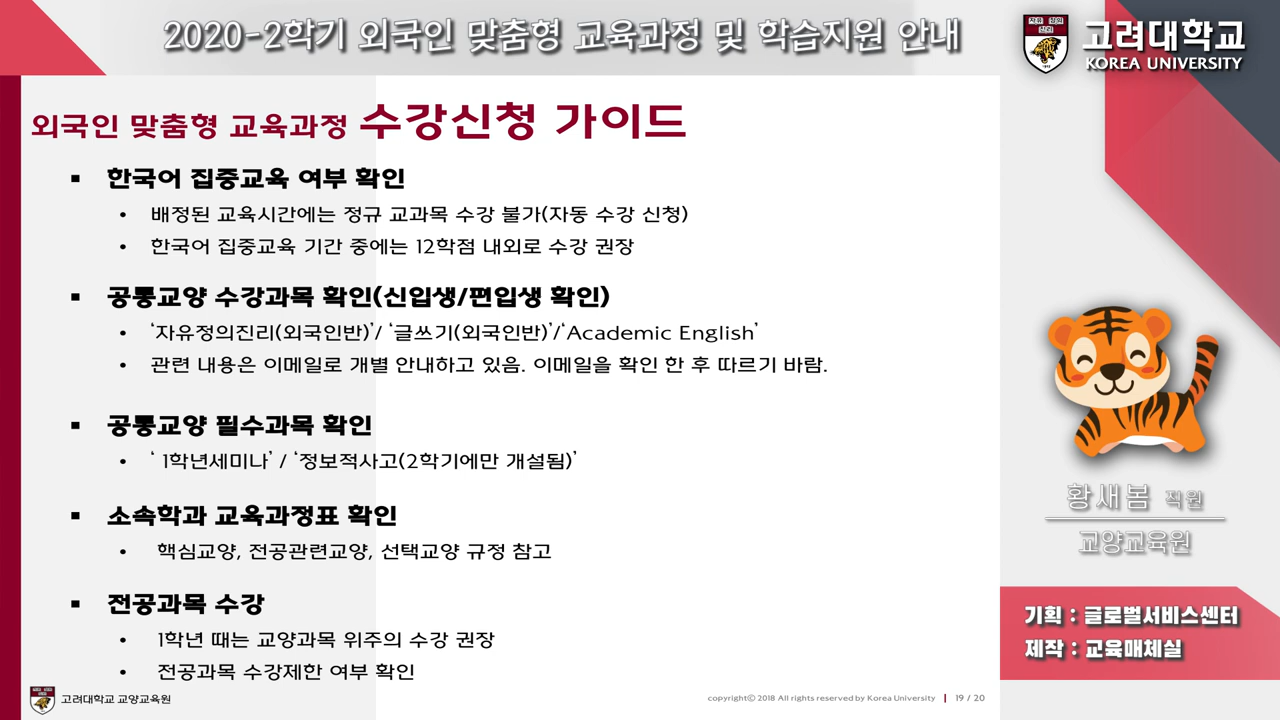 2020-2학기 외국인 맞춤형 교육과정 및 학습지원 안내
고려대학교
KOREA UNIVERSITY
외국인 맞춤형 교육과정 수강신청 가이드
▪ 한국어 집중교육 여부 확인
• 배정된 교육시간에는 정규 교과목 수강 불가(자동 수강 신청)
• 한국어 집중교육 기간 중에는 12학점 내외로 수강 권장
▪ 공통교양 수강과목 확인(신입생/편입생 확인)
• ‘자유정의진리(외국인반)’/ ‘글쓰기(외국인반)’/‘Academic English’
• 관련 내용은 이메일로 개별 안내하고 있음. 이메일을 확인 한 후 따르기 바람.
▪ 공통교양 필수과목 확인
• ‘ 1학년세미나’ / ‘정보적사고(2학기에만 개설됨)’
▪ 소속학과 교육과정표 확인
• 핵심교양, 전공관련교양, 선택교양 규정 참고
▪ 전공과목 수강
• 1학년 때는 교양과목 위주의 수강 권장
• 전공과목 수강제한 여부 확인
황새봄 직원
교양교육원
기획 : 글로벌서비스센터
제작 : 교육매체실
고려대학교 교양교육원
copyrightⓒ 2018 All rights reserved by Korea University | 19 / 20